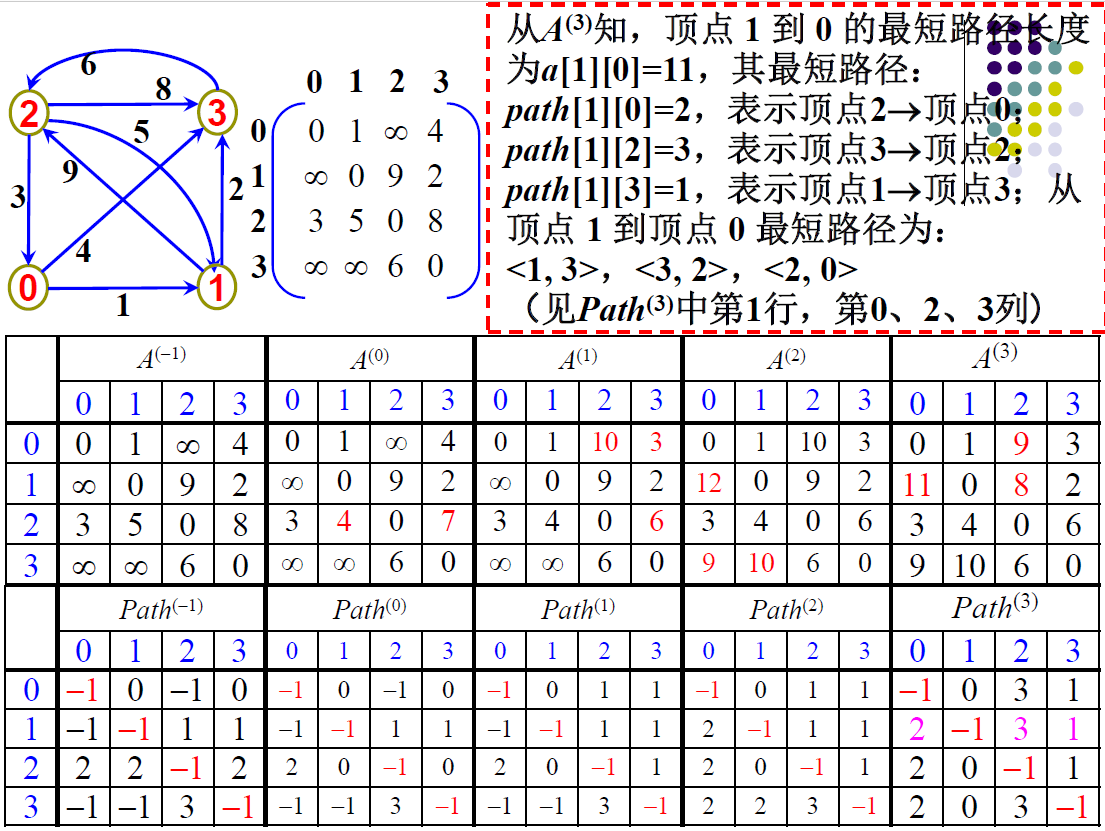 6
8
2
3
5
9
3
2
4
0
1
1
0 1 2 3
0 0 1 ∞ 4
1 ∞ 0 9 2
2 3 5 0 8
3 ∞ ∞ 6 0
从A(3)知，顶点 1 到 0 的最短路径长度
为a[1][0]=11，其最短路径：
path[1][0]=2，表示顶点2→顶点0；
path[1][2]=3，表示顶点3→顶点2；
path[1][3]=1，表示顶点1→顶点3；从
顶点 1 到顶点 0 最短路径为：
<1, 3>，<3, 2>，<2, 0>
（见Path(3)中第1行，第0、2、3列）
A(−1) A(0) A(1) A(2) A(3)
0 1 2 3 0 1 2 3 0 1 2 3 0 1 2 3 0 1 2 3
0 0 1 ∞ 4 0 1 ∞ 4 0 1 10 3 0 1 10 3 0 1 9 3
1 ∞ 0 9 2 ∞ 0 9 2 ∞ 0 9 2 12 0 9 2 11 0 8 2
2 3 5 0 8 3 4 0 7 3 4 0 6 3 4 0 6 3 4 0 6
3 ∞ ∞ 6 0 ∞ ∞ 6 0 ∞ ∞ 6 0 9 10 6 0 9 10 6 0
Path(−1) Path(0) Path(1) Path(2) Path(3)
0 1 2 3 0 1 2 3 0 1 2 3 0 1 2 3 0 1 2 3
0 −1 0 −1 0 −1 0 −1 0 −1 0 1 1 −1 0 1 1 −1 0 3 1
1 −1 −1 1 1 −1 −1 1 1 −1 −1 1 1 2 −1 1 1 2 −1 3 1
2 2 2 −1 2 2 0 −1 0 2 0 −1 1 2 0 −1 1 2 0 −1 1
3 −1 −1 3 −1 −1 −1 3 −1 −1 −1 3 −1 2 2 3 −1 2 0 3 −1